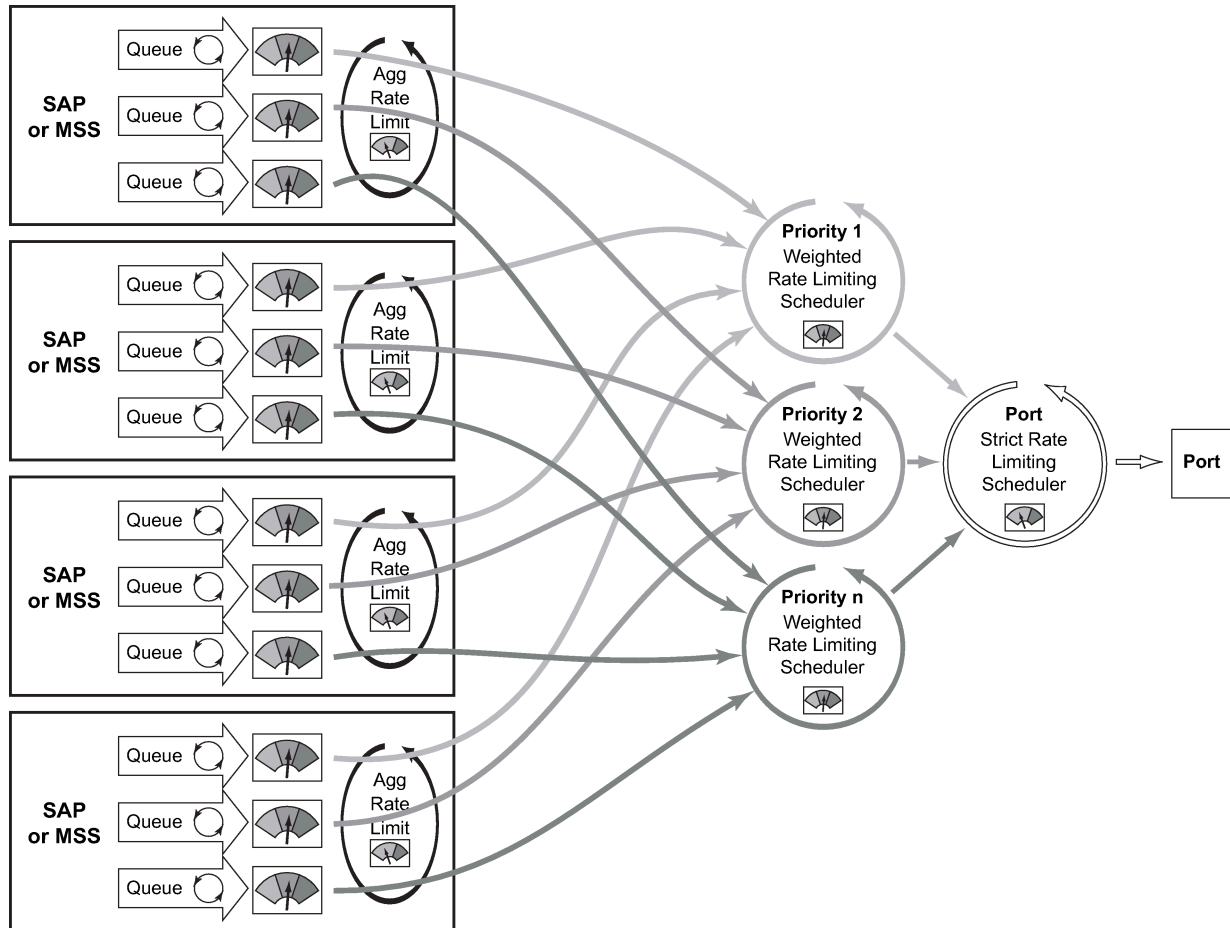 Queue
Queue
Queue
SAP
or MSS
Agg
Rate
Limit
Queue
Queue
Queue
SAP
or MSS
Agg
Rate
Limit
Queue
Queue
Queue
SAP
or MSS
Agg
Rate
Limit
Queue
Queue
Queue
SAP
or MSS
Agg
Rate
Limit
Priority 1
Weighted
Rate Limiting
Scheduler
Priority 2
Weighted
Rate Limiting
Scheduler
Priority n
Weighted
Rate Limiting
Scheduler
Port
Strict Rate
Limiting
Scheduler
Port